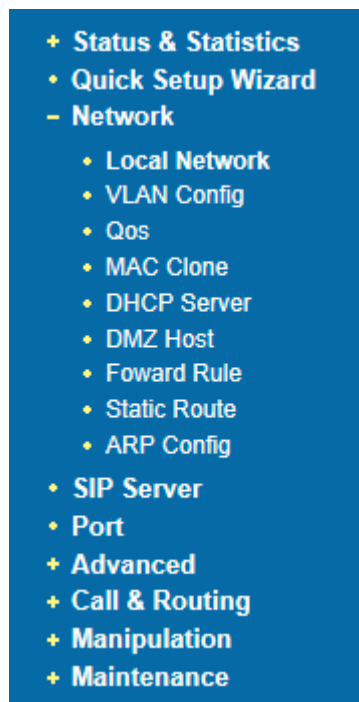 + Status & Statistics
• Quick Setup Wizard
– Network
• Local Network
• VLAN Config
• Qos
• MAC Clone
• DHCP Server
• DMZ Host
• Foward Rule
• Static Route
• ARP Config
• SIP Server
• Port
+ Advanced
+ Call & Routing
+ Manipulation
+ Maintenance